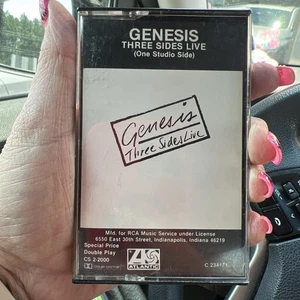 GENESIS
THREE SIDES LIVE
(One Studio Side)
Genesis
Three Sides Live
Mfd. for RCA Music Service under License
6550 East 30th Street, Indianapolis, Indiana 46219
Special Price
Double Play
CS 2-2000
ATLANTIC